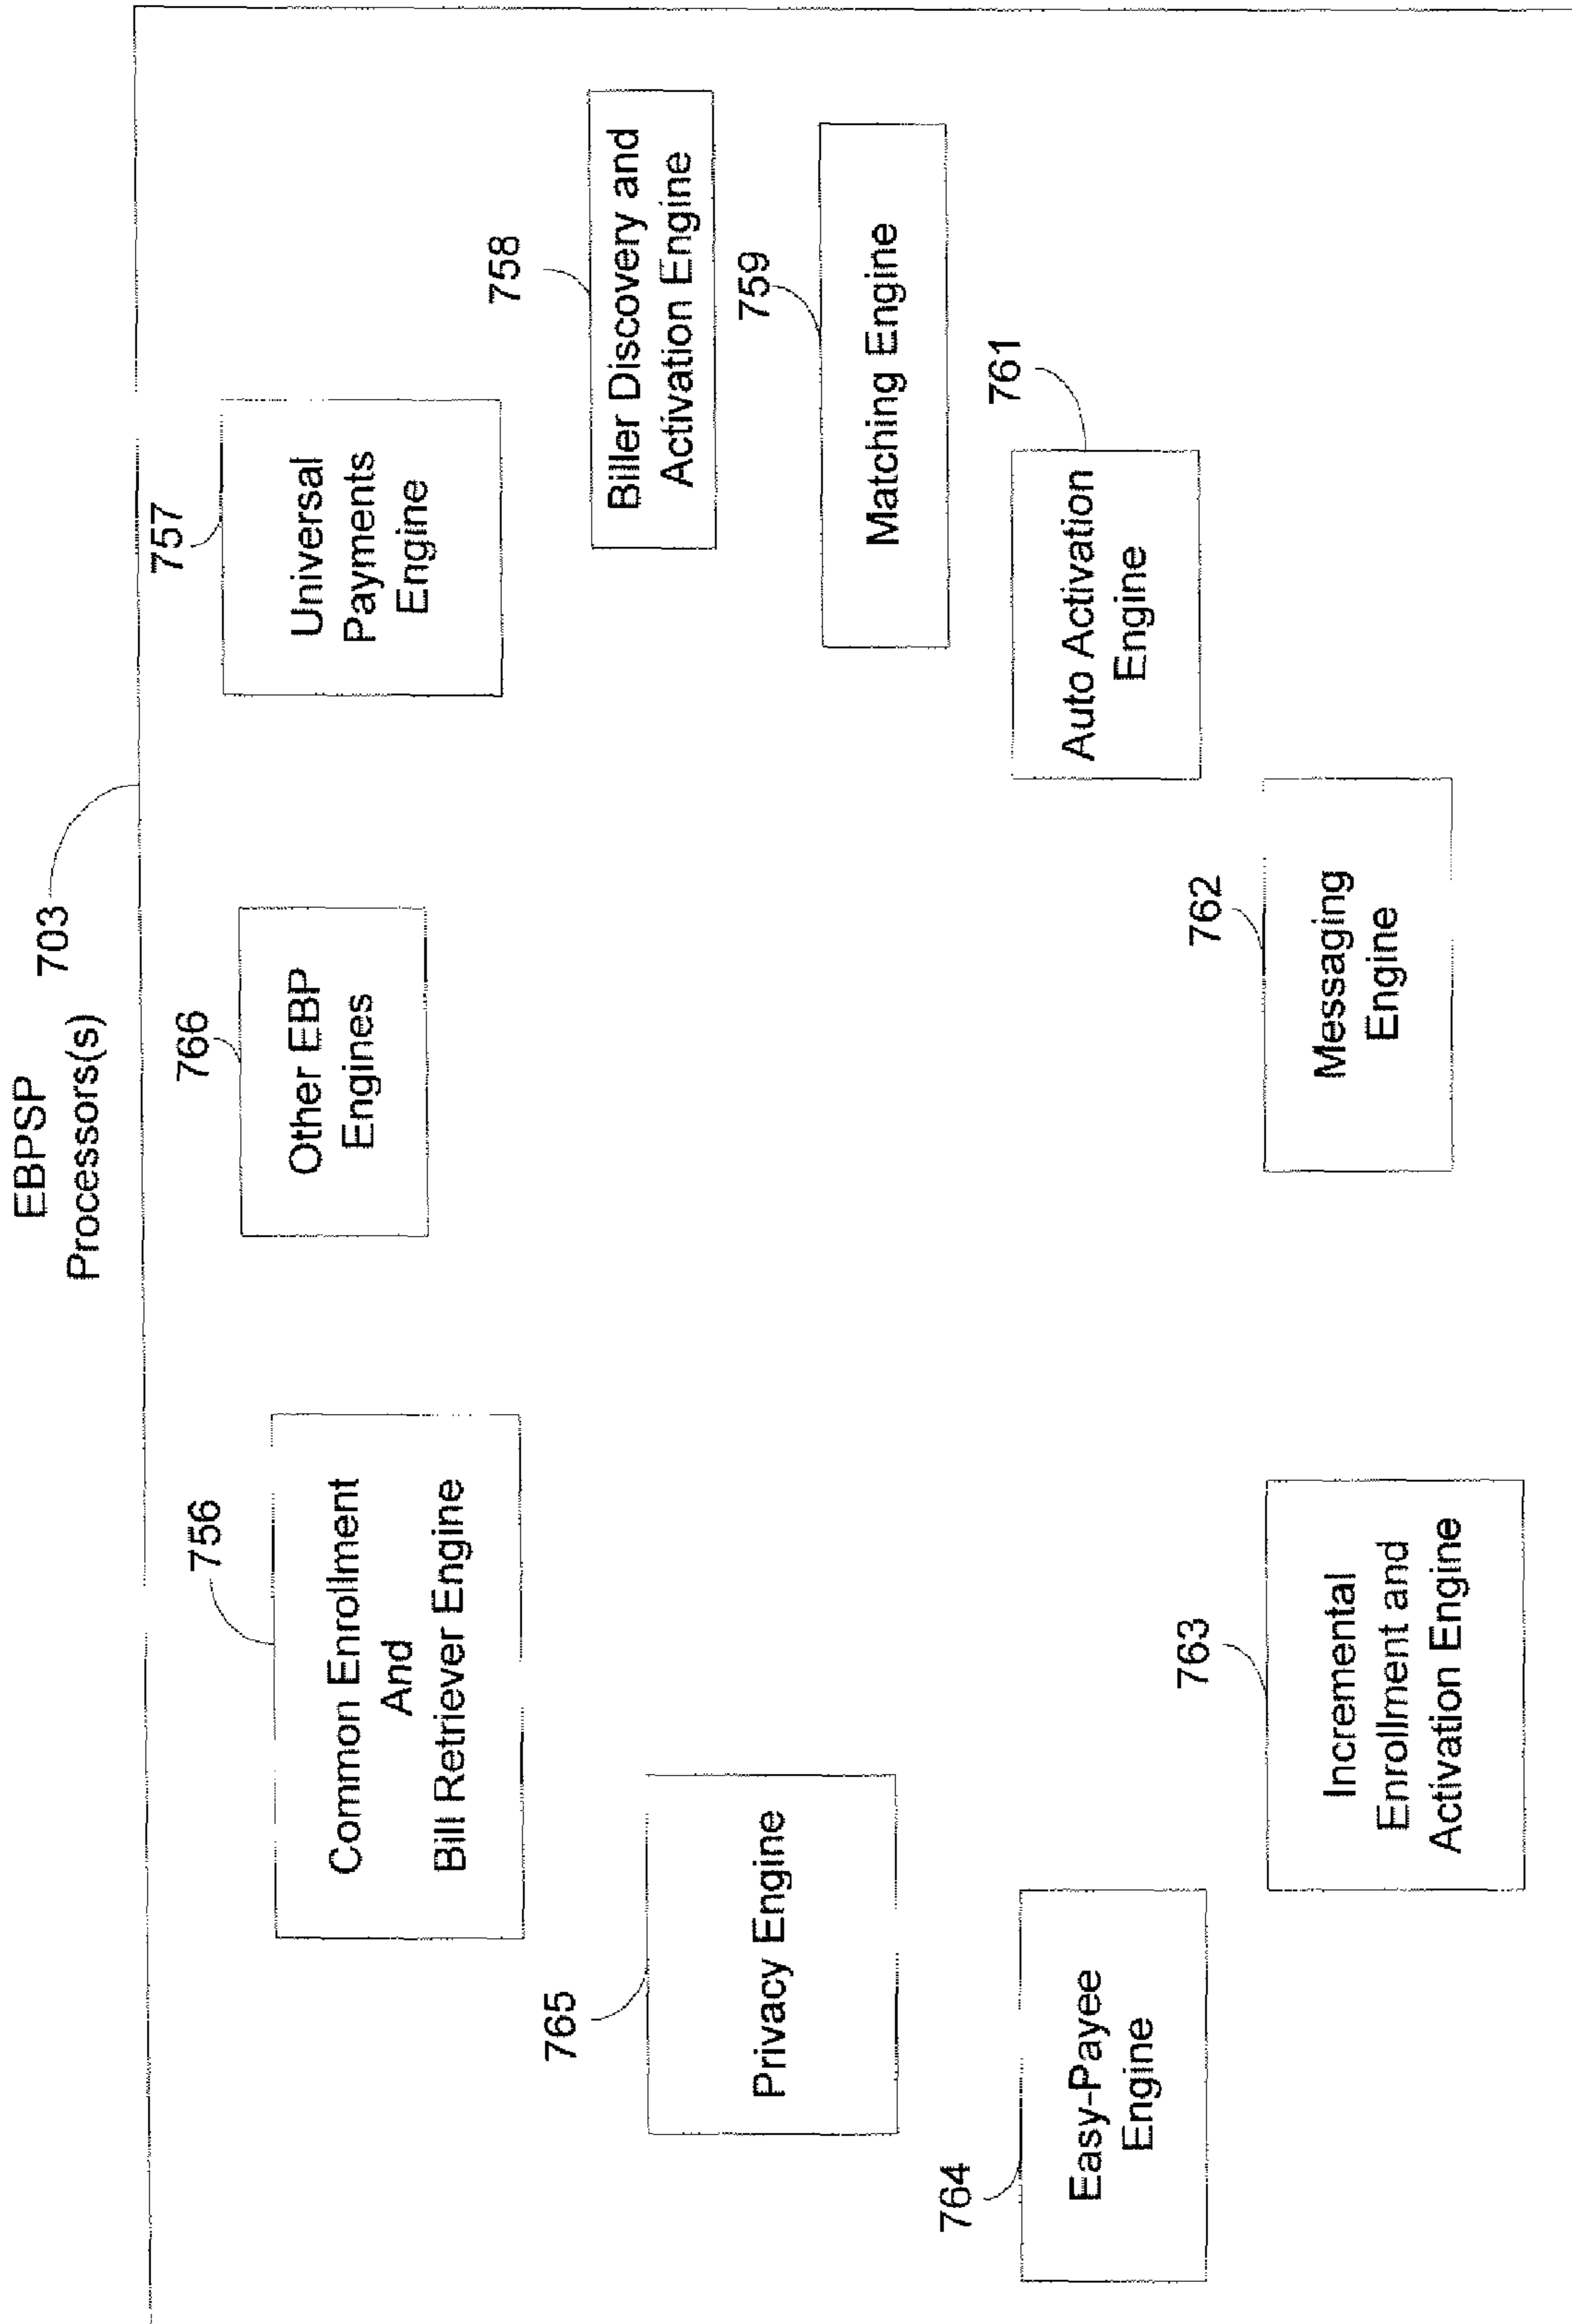 EBPSP
Processors(s)
703
756
Common Enrollment
And
Bill Retriever Engine
766
Other EBP
Engines
757
Universal
Payments
Engine
758
Biller Discovery and
Activation Engine
765
Privacy Engine
759
Matching Engine
764
Easy-Payee
Engine
761
Auto Activation
Engine
763
Incremental
Enrollment and
Activation Engine
762
Messaging
Engine